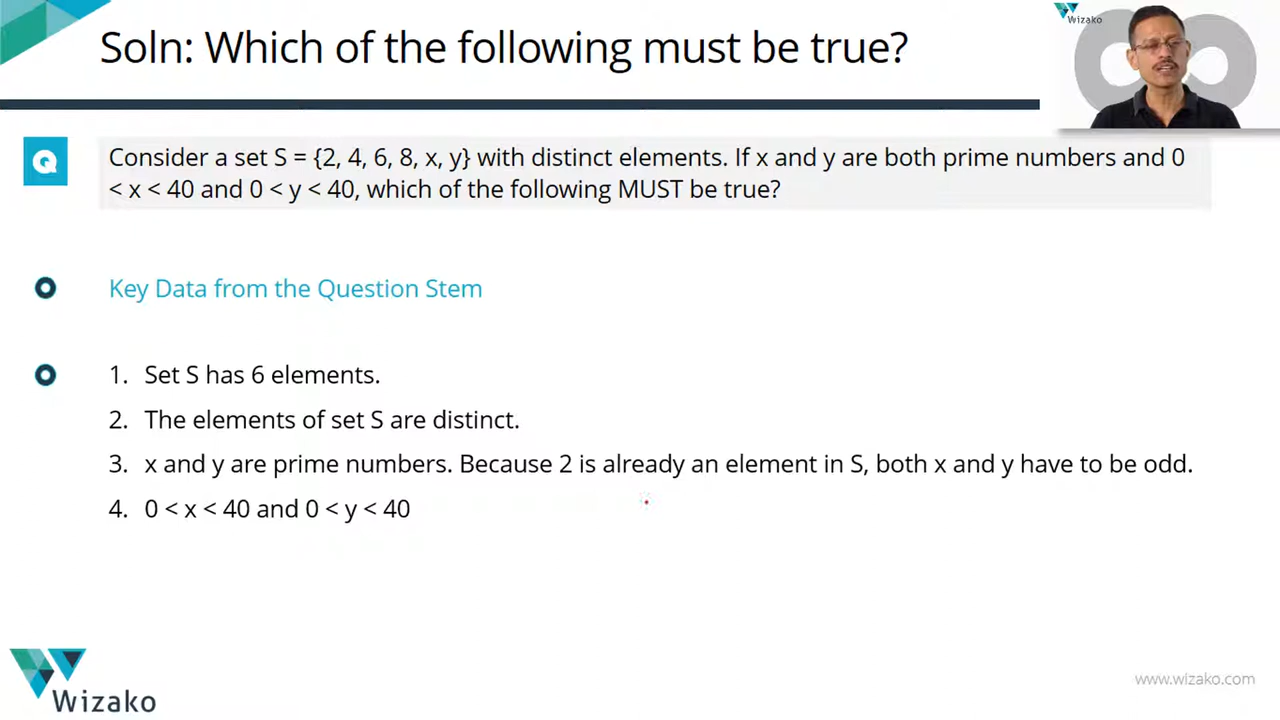 Soln: Which of the following must be true?
Wizako
Q
Consider a set S = {2, 4, 6, 8, x, y} with distinct elements. If x and y are both prime numbers and 0
< x < 40 and 0 < y < 40, which of the following MUST be true?
Key Data from the Question Stem
1. Set S has 6 elements.
2. The elements of set S are distinct.
3. x and y are prime numbers. Because 2 is already an element in S, both x and y have to be odd.
4. 0 < x < 40 and 0 < y < 40
Wizako
www.wizako.com